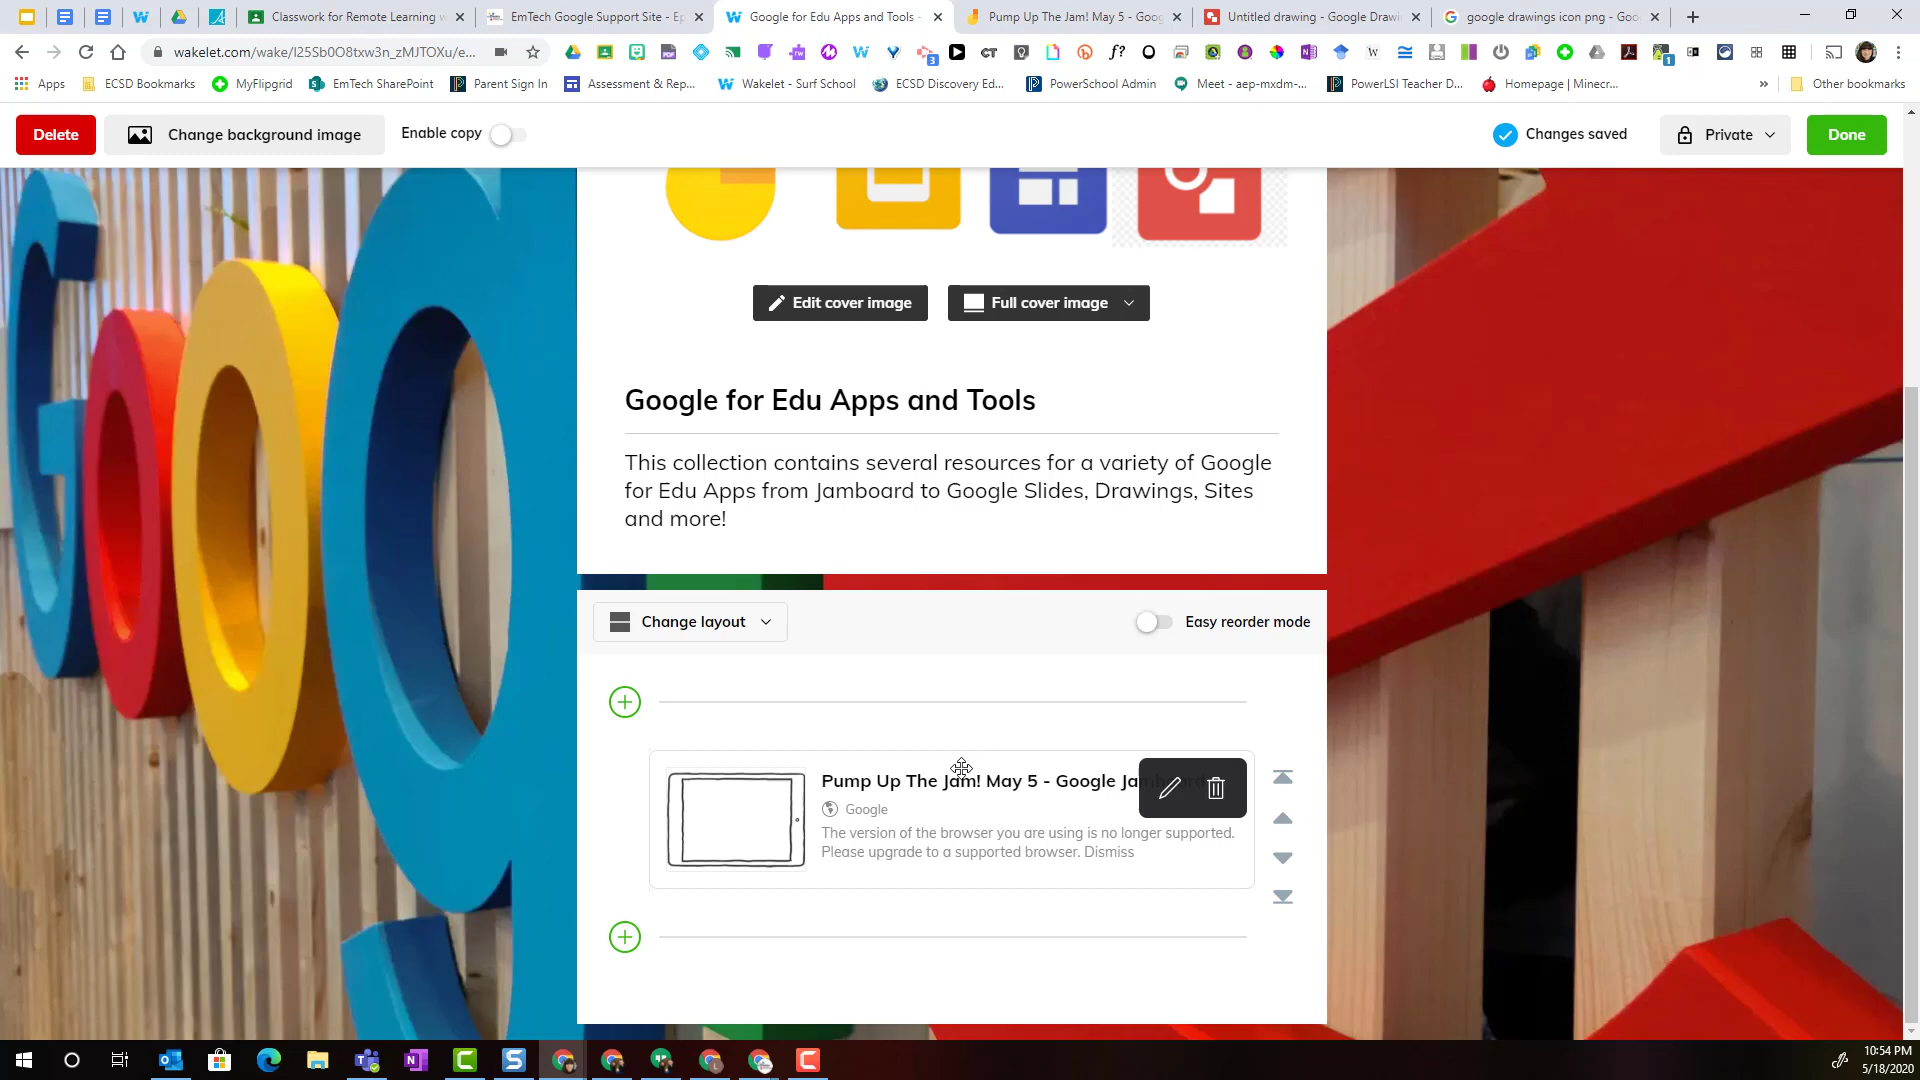 Classwork for Remote Learning w
EmTech Google Support Site - Ep
Google for Edu Apps and Tools -
Pump Up The Jam! May 5 - Goog
Untitled drawing - Google Drawi
google drawings icon png - Goo
wakelet.com/wake/I25Sb0O8txw3n_zMJTOXu/e...
Apps
ECSD Bookmarks
MyFlipgrid
EmTech SharePoint
Parent Sign In
Assessment & Rep...
Wakelet - Surf School
ECSD Discovery Ed...
PowerSchool Admin
Meet - aep-mxdm-...
PowerLSI Teacher D...
Homepage | Minecr...
Other bookmarks
Delete
Change background image
Enable copy
Changes saved
Private
Done
Edit cover image
Full cover image
Google for Edu Apps and Tools
This collection contains several resources for a variety of Google
for Edu Apps from Jamboard to Google Slides, Drawings, Sites
and more!
Change layout
Easy reorder mode
Pump Up The Jam! May 5 - Google Jamboard
Google
The version of the browser you are using is no longer supported.
Please upgrade to a supported browser. Dismiss
10:54 PM
5/18/2020